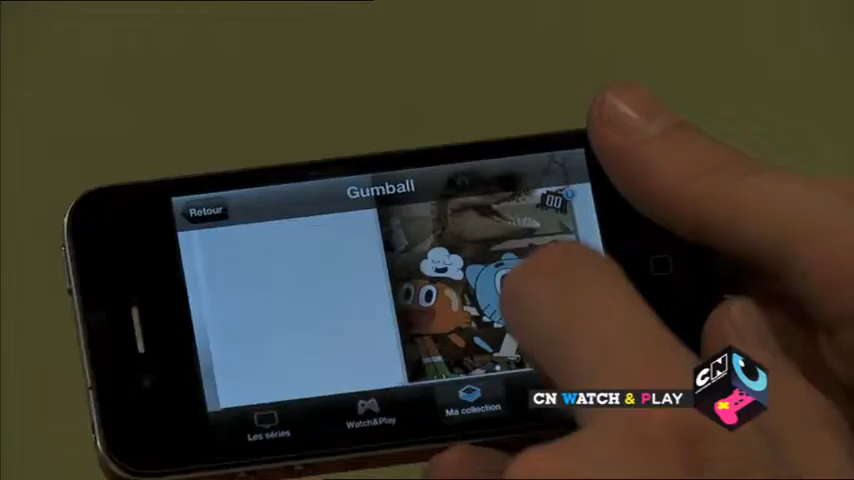 Gumball
Retour
Les séries
Watch&Play
Ma collection
CN WATCH & PLAY
CN